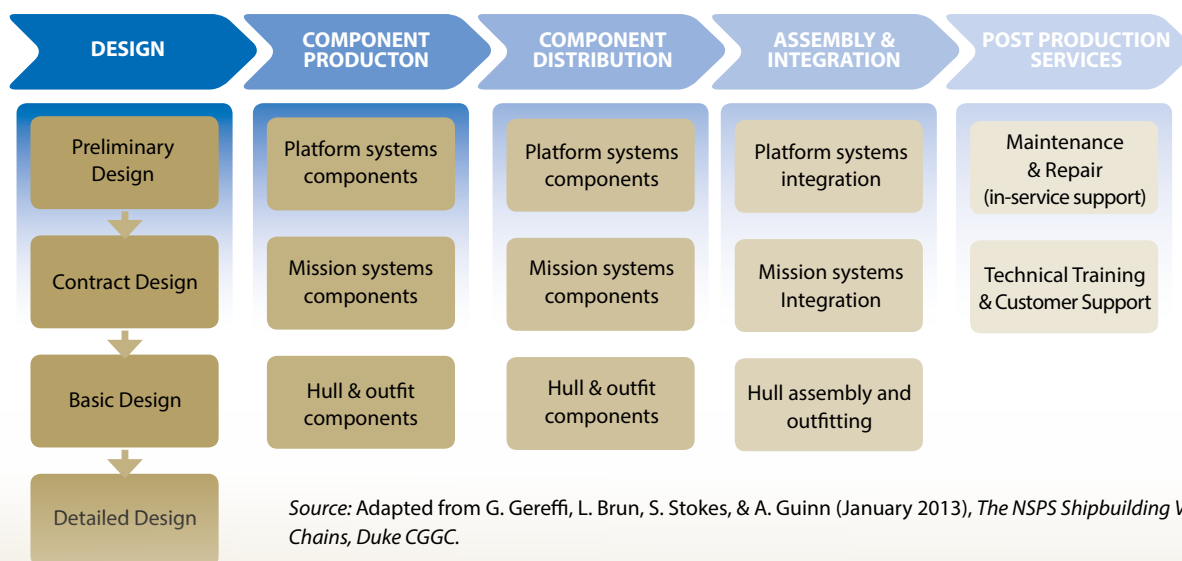 DESIGN
COMPONENT
PRODUCTON
COMPONENT
DISTRIBUTION
ASSEMBLY &
INTEGRATION
POST PRODUCTION
SERVICES
Preliminary
Design
Contract Design
Basic Design
Detailed Design
Platform systems
components
Mission systems
components
Hull & outfit
components
Platform systems
components
Mission systems
components
Hull & outfit
components
Platform systems
integration
Mission systems
Integration
Hull assembly and
outfitting
Maintenance
& Repair
(in-service support)
Technical Training
& Customer Support
Source: Adapted from G. Gereffi, L. Brun, S. Stokes, & A. Guinn (January 2013), The NSPS Shipbuilding V
Chains, Duke CGGC.